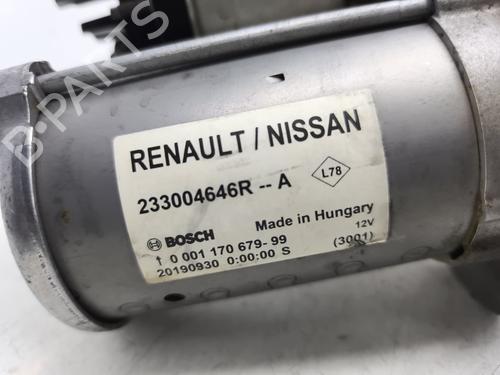 B-PARTS
RENAULT / NISSAN
233004646R -- A
L78
BOSCH
Made in Hungary
↑ 0 001 170 679-99
12V
20190930 0:00:00 S
(3001)